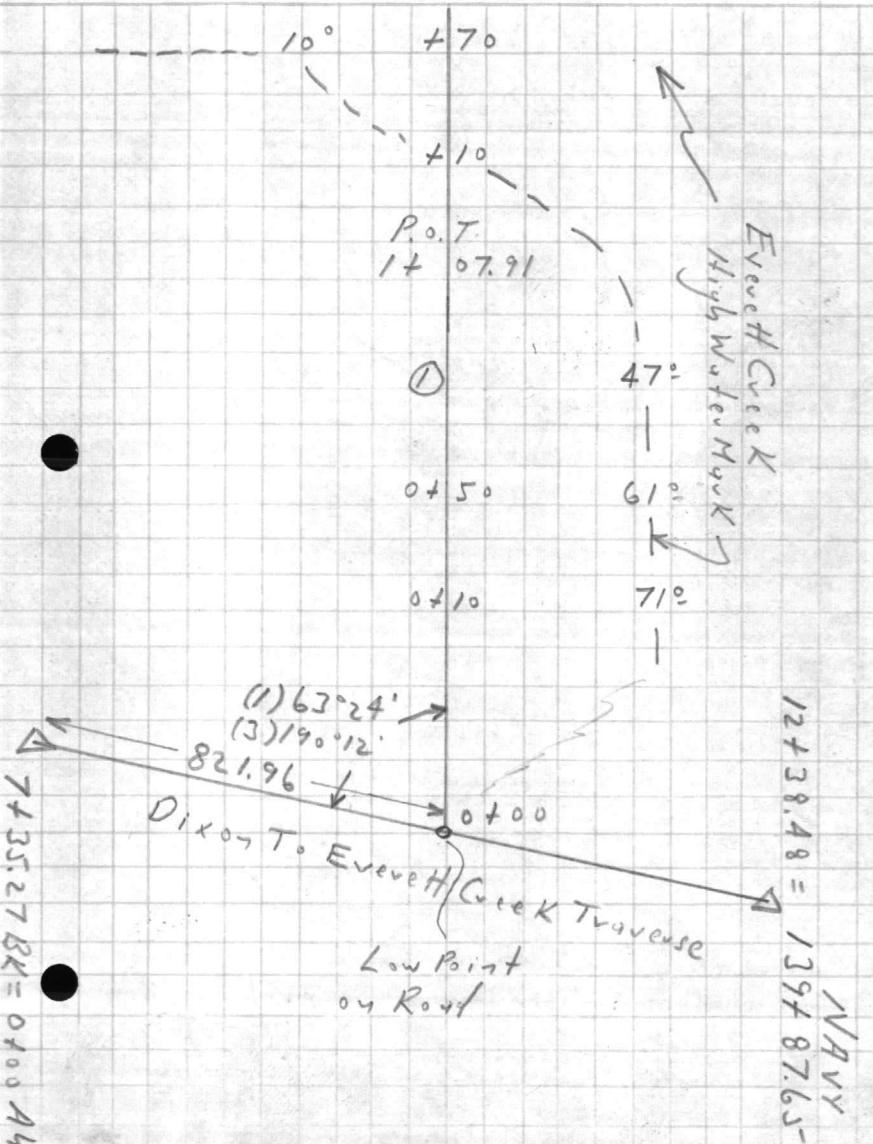 10° +70
+10
P.O.T.
1+ 07.91
Everett Creek
High Water Mark
1 47°
0+50 61°
0+10 71°
(1) 63°24'
(3) 190°12'
821.96
0+00
Dixon To Everett Creek Traverse
Low Point
on
12+38.48 = 139+87.65
NAVY
7+35.27 BK = 0+00